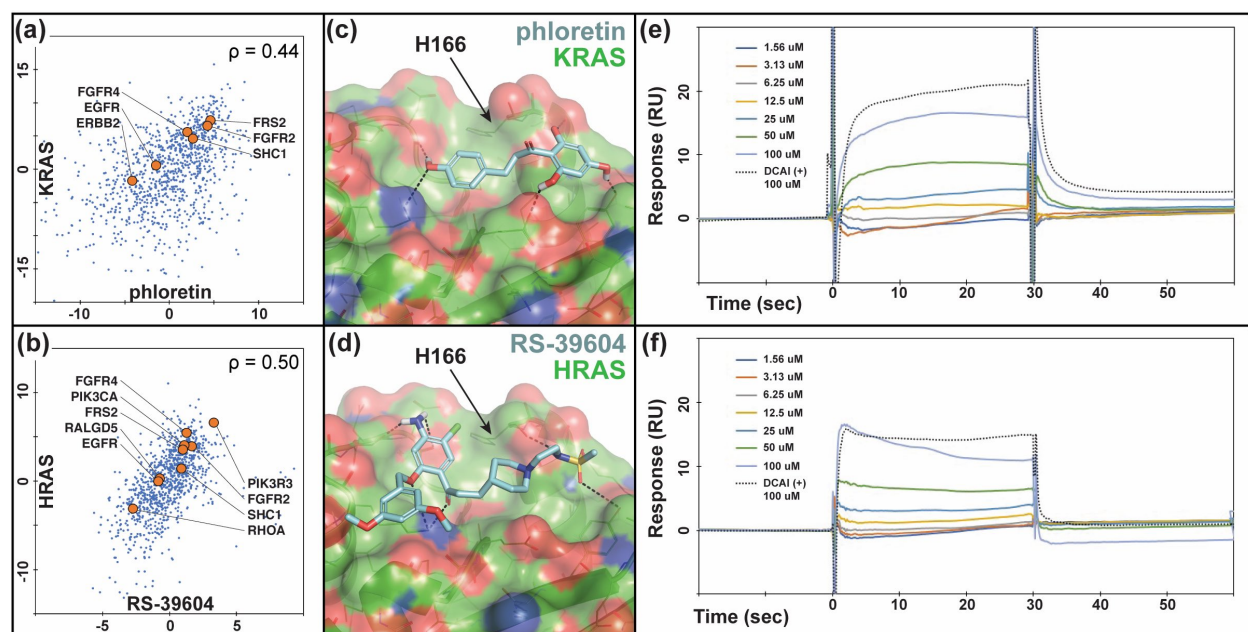 (a)
ρ = 0.44
15
0
-15
KRAS
FGFR4
EGFR
ERBB2
FRS2
FGFR2
SHC1
phloretin
-10
0
10
(b)
ρ = 0.50
10
0
-10
HRAS
FGFR4
PIK3CA
FRS2
RALGD5
EGFR
PIK3R3
FGFR2
SHC1
RHOA
RS-39604
-5
0
5
(c)
phloretin
KRAS
H166
(d)
RS-39604
HRAS
H166
(e)
1.56 uM
3.13 uM
6.25 uM
12.5 uM
25 uM
50 uM
100 uM
DCAI (+)
100 uM
Response (RU)
20
10
0
Time (sec)
0
10
20
30
40
50
(f)
1.56 uM
3.13 uM
6.25 uM
12.5 uM
25 uM
50 uM
100 uM
DCAI (+)
100 uM
Response (RU)
20
10
0
Time (sec)
0
10
20
30
40
50